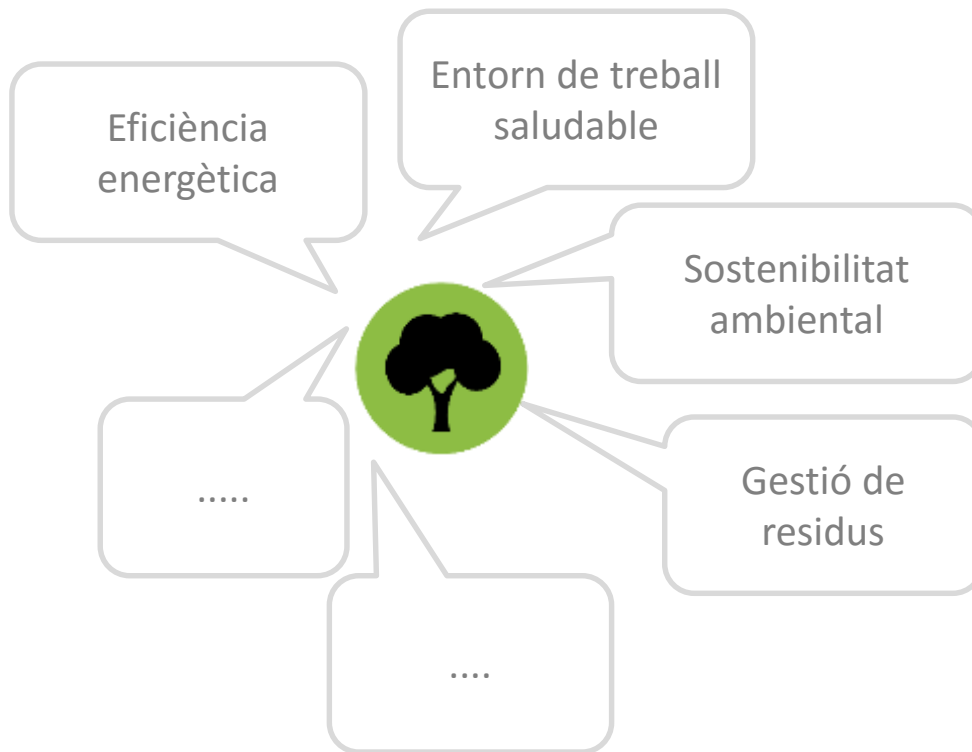 Entorn de treball
saludable
Eficiència
energètica
Sostenibilitat
ambiental
Gestió de
residus
.....
....